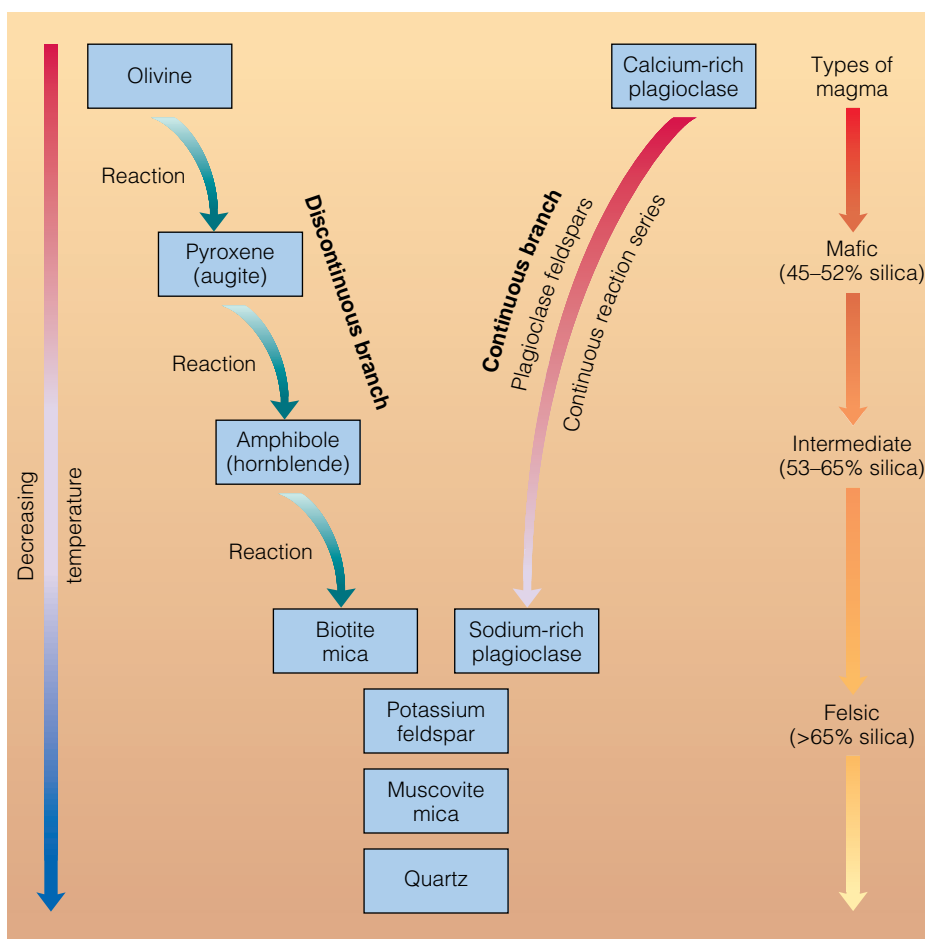 Olivine
Calcium-rich
plagioclase
Types of
magma
Reaction
Pyroxene
(augite)
Discontinuous branch
Continuous branch
Plagioclase feldspars
Continuous reaction series
Mafic
(45–52% silica)
Reaction
Amphibole
(hornblende)
Intermediate
(53–65% silica)
Decreasing
temperature
Reaction
Biotite
mica
Sodium-rich
plagioclase
Potassium
feldspar
Felsic
(>65% silica)
Muscovite
mica
Quartz